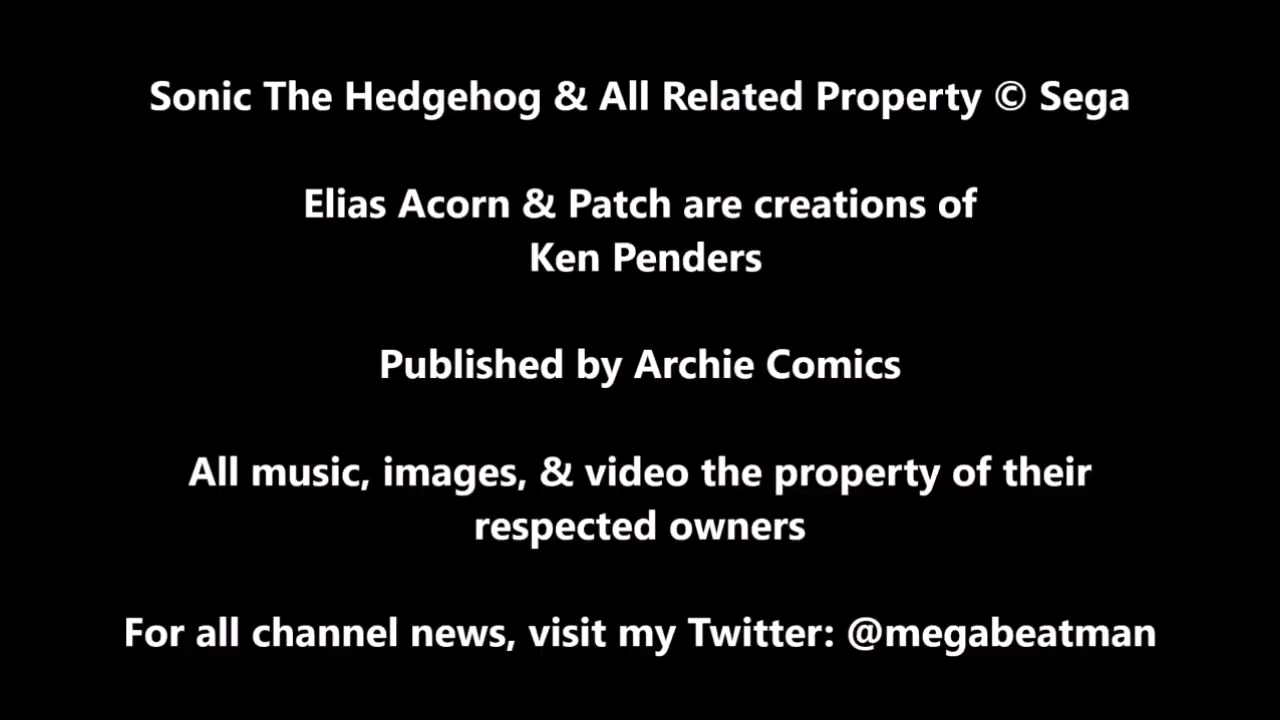 Sonic The Hedgehog & All Related Property © Sega
Elias Acorn & Patch are creations of
Ken Penders
Published by Archie Comics
All music, images, & video the property of their
respected owners
For all channel news, visit my Twitter: @megabeatman